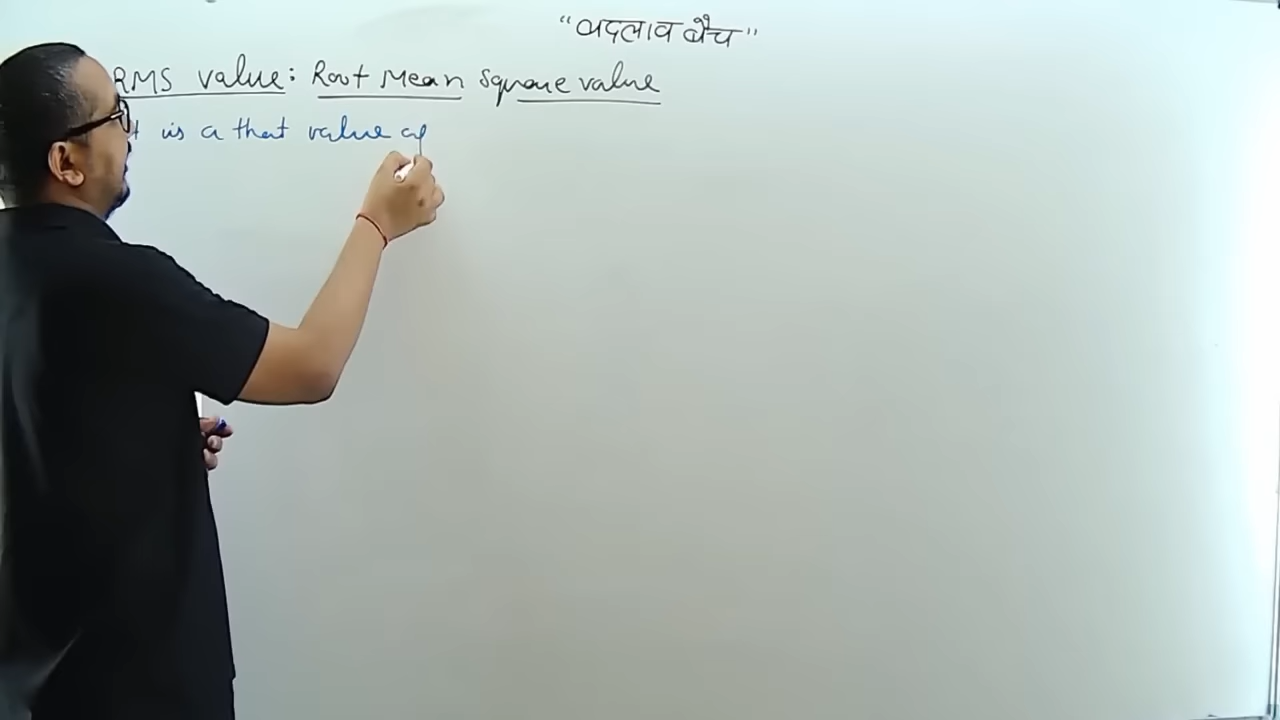 "बदलाव बैच"
RMS value: Root Mean Square value
is a that value of